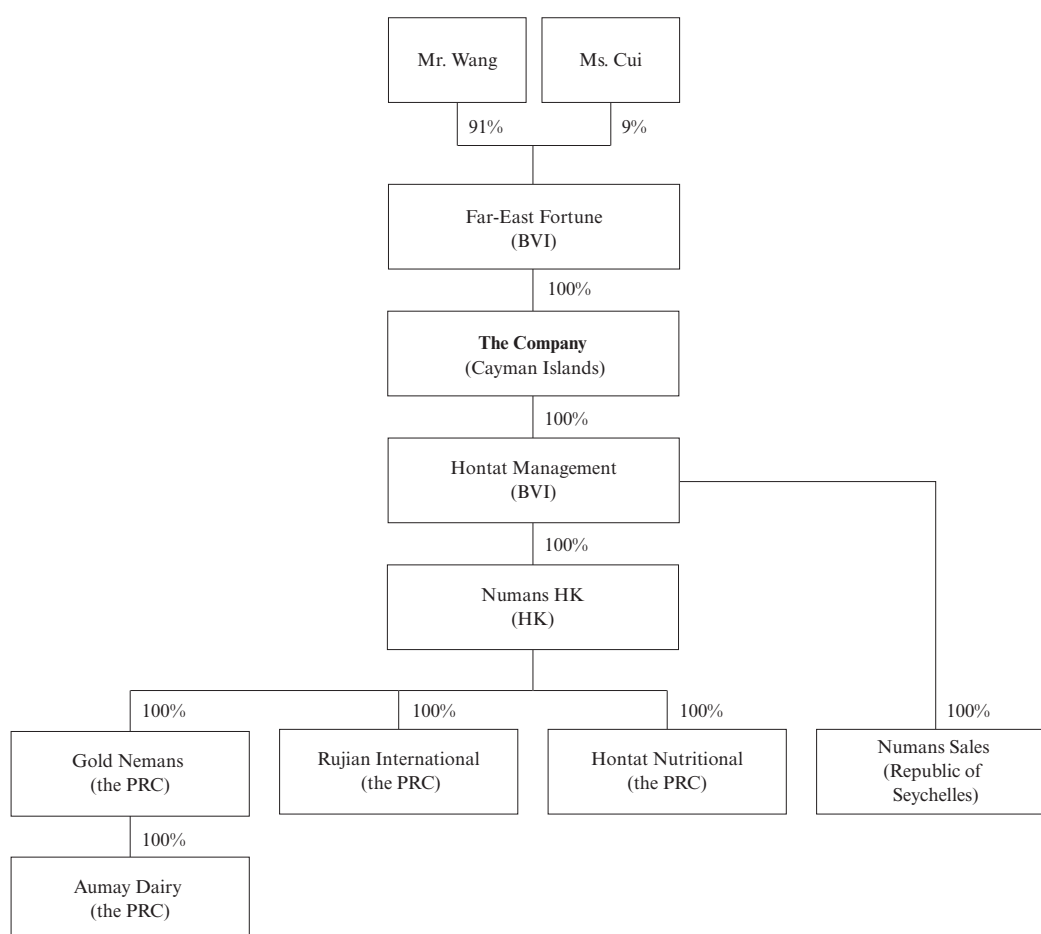 Mr. Wang
Ms. Cui
91%
9%
Far-East Fortune
(BVI)
100%
The Company
(Cayman Islands)
100%
Hontat Management
(BVI)
100%
Numans HK
(HK)
100%
100%
100%
100%
Gold Nemans
(the PRC)
Rujian International
(the PRC)
Hontat Nutritional
(the PRC)
Numans Sales
(Republic of
Seychelles)
100%
Aumay Dairy
(the PRC)